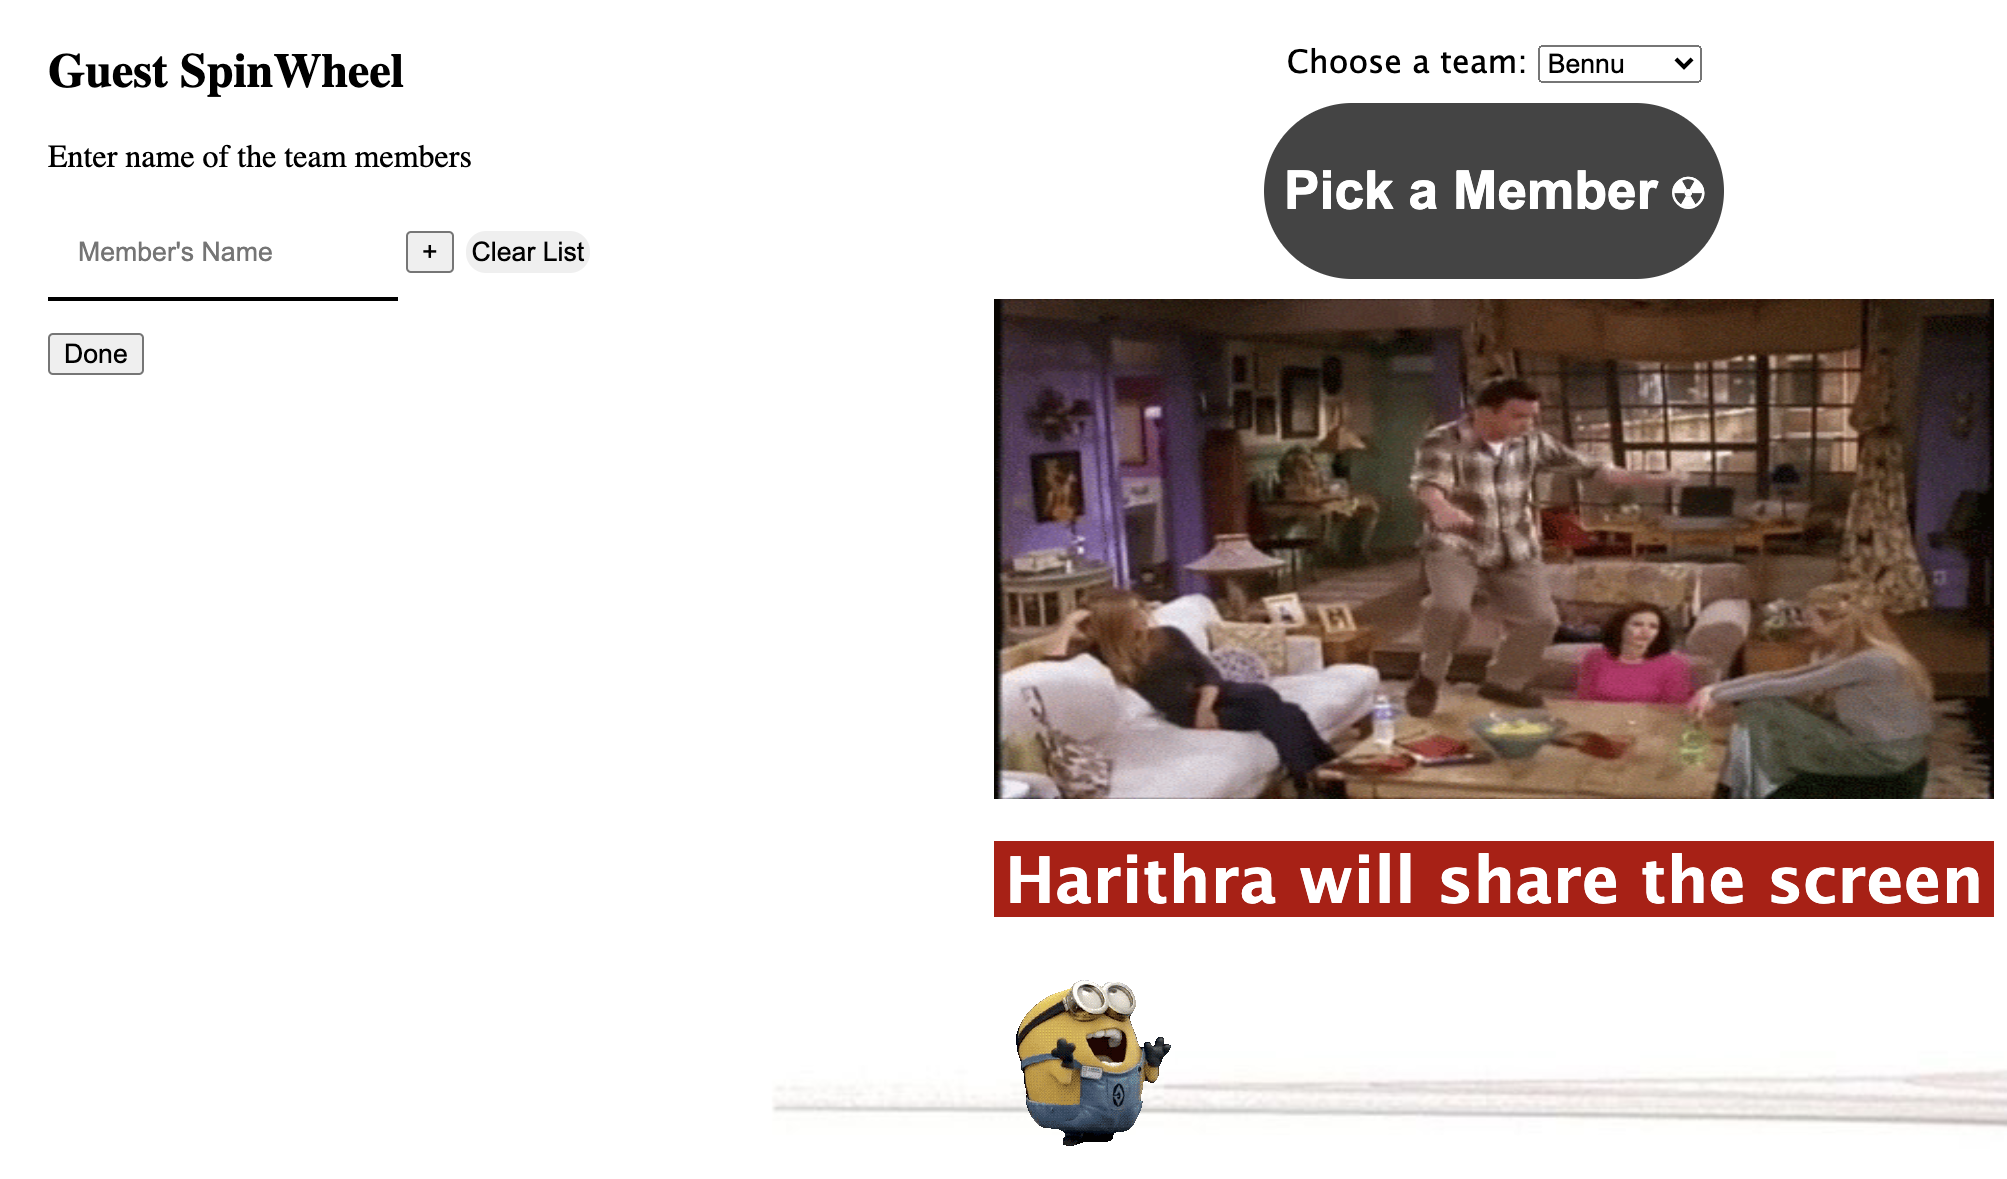 Guest SpinWheel
Enter name of the team members
Member's Name
+
Clear List
Done
Choose a team:
Bennu
Pick a Member ☢
Harithra will share the screen